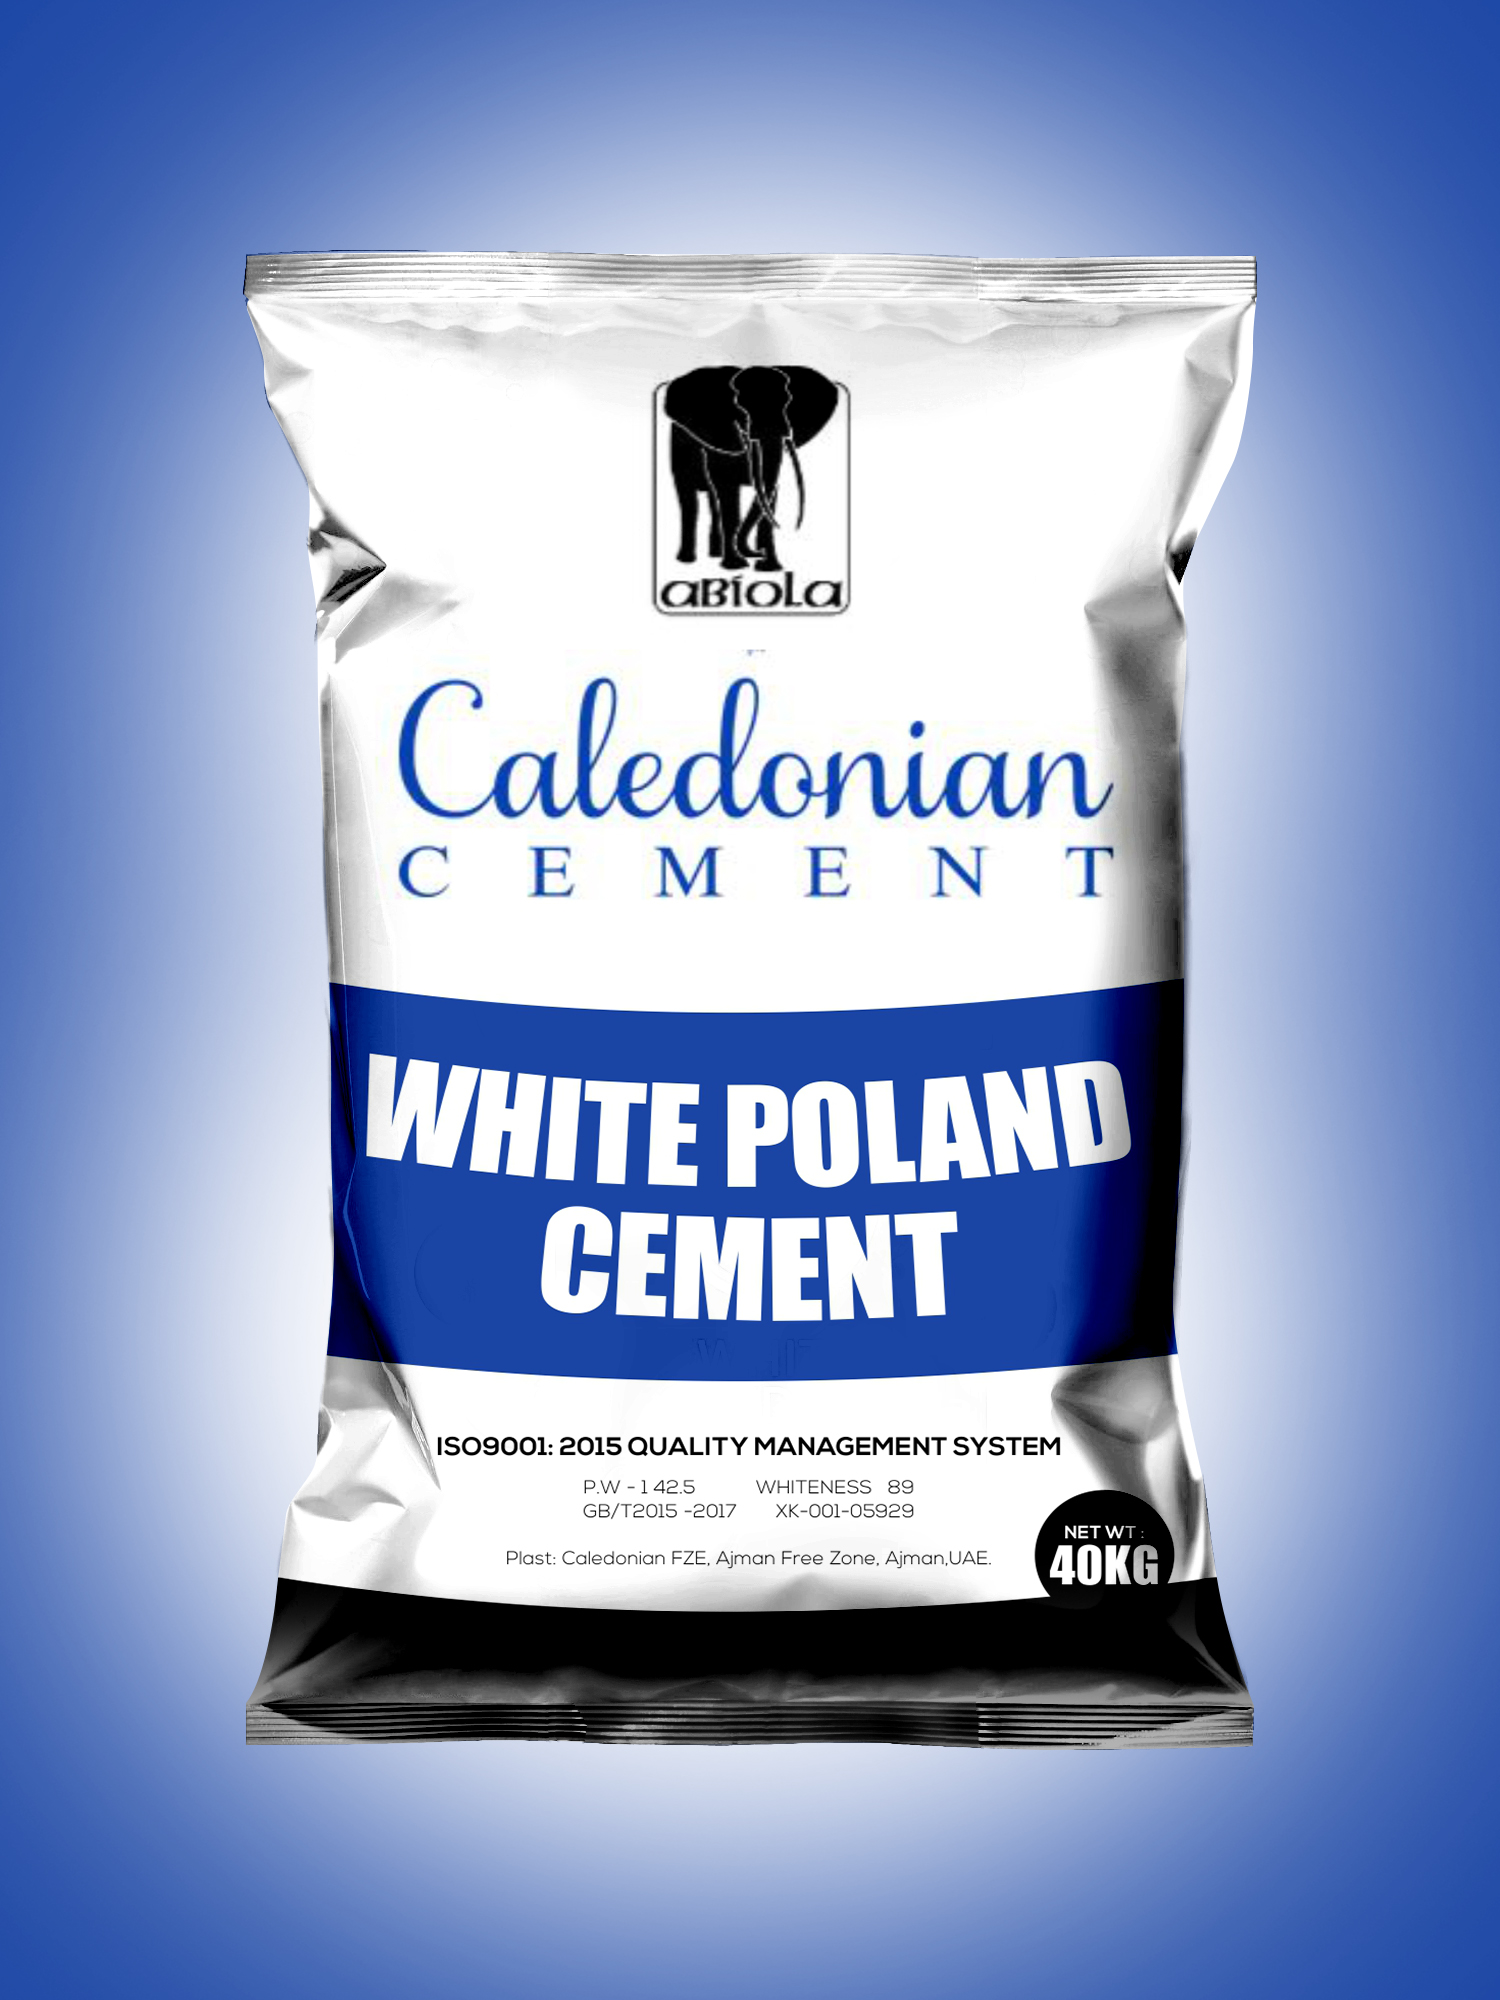 aBíoLa
Caledonian
CEMENT
WHITE POLAND
CEMENT
ISO9001: 2015 QUALITY MANAGEMENT SYSTEM
P.W - 1 42.5 WHITENESS 89
GB/T2015 -2017 XK-001-05929
Plast: Caledonian FZE, Ajman Free Zone, Ajman,UAE.
NET WT :
40KG